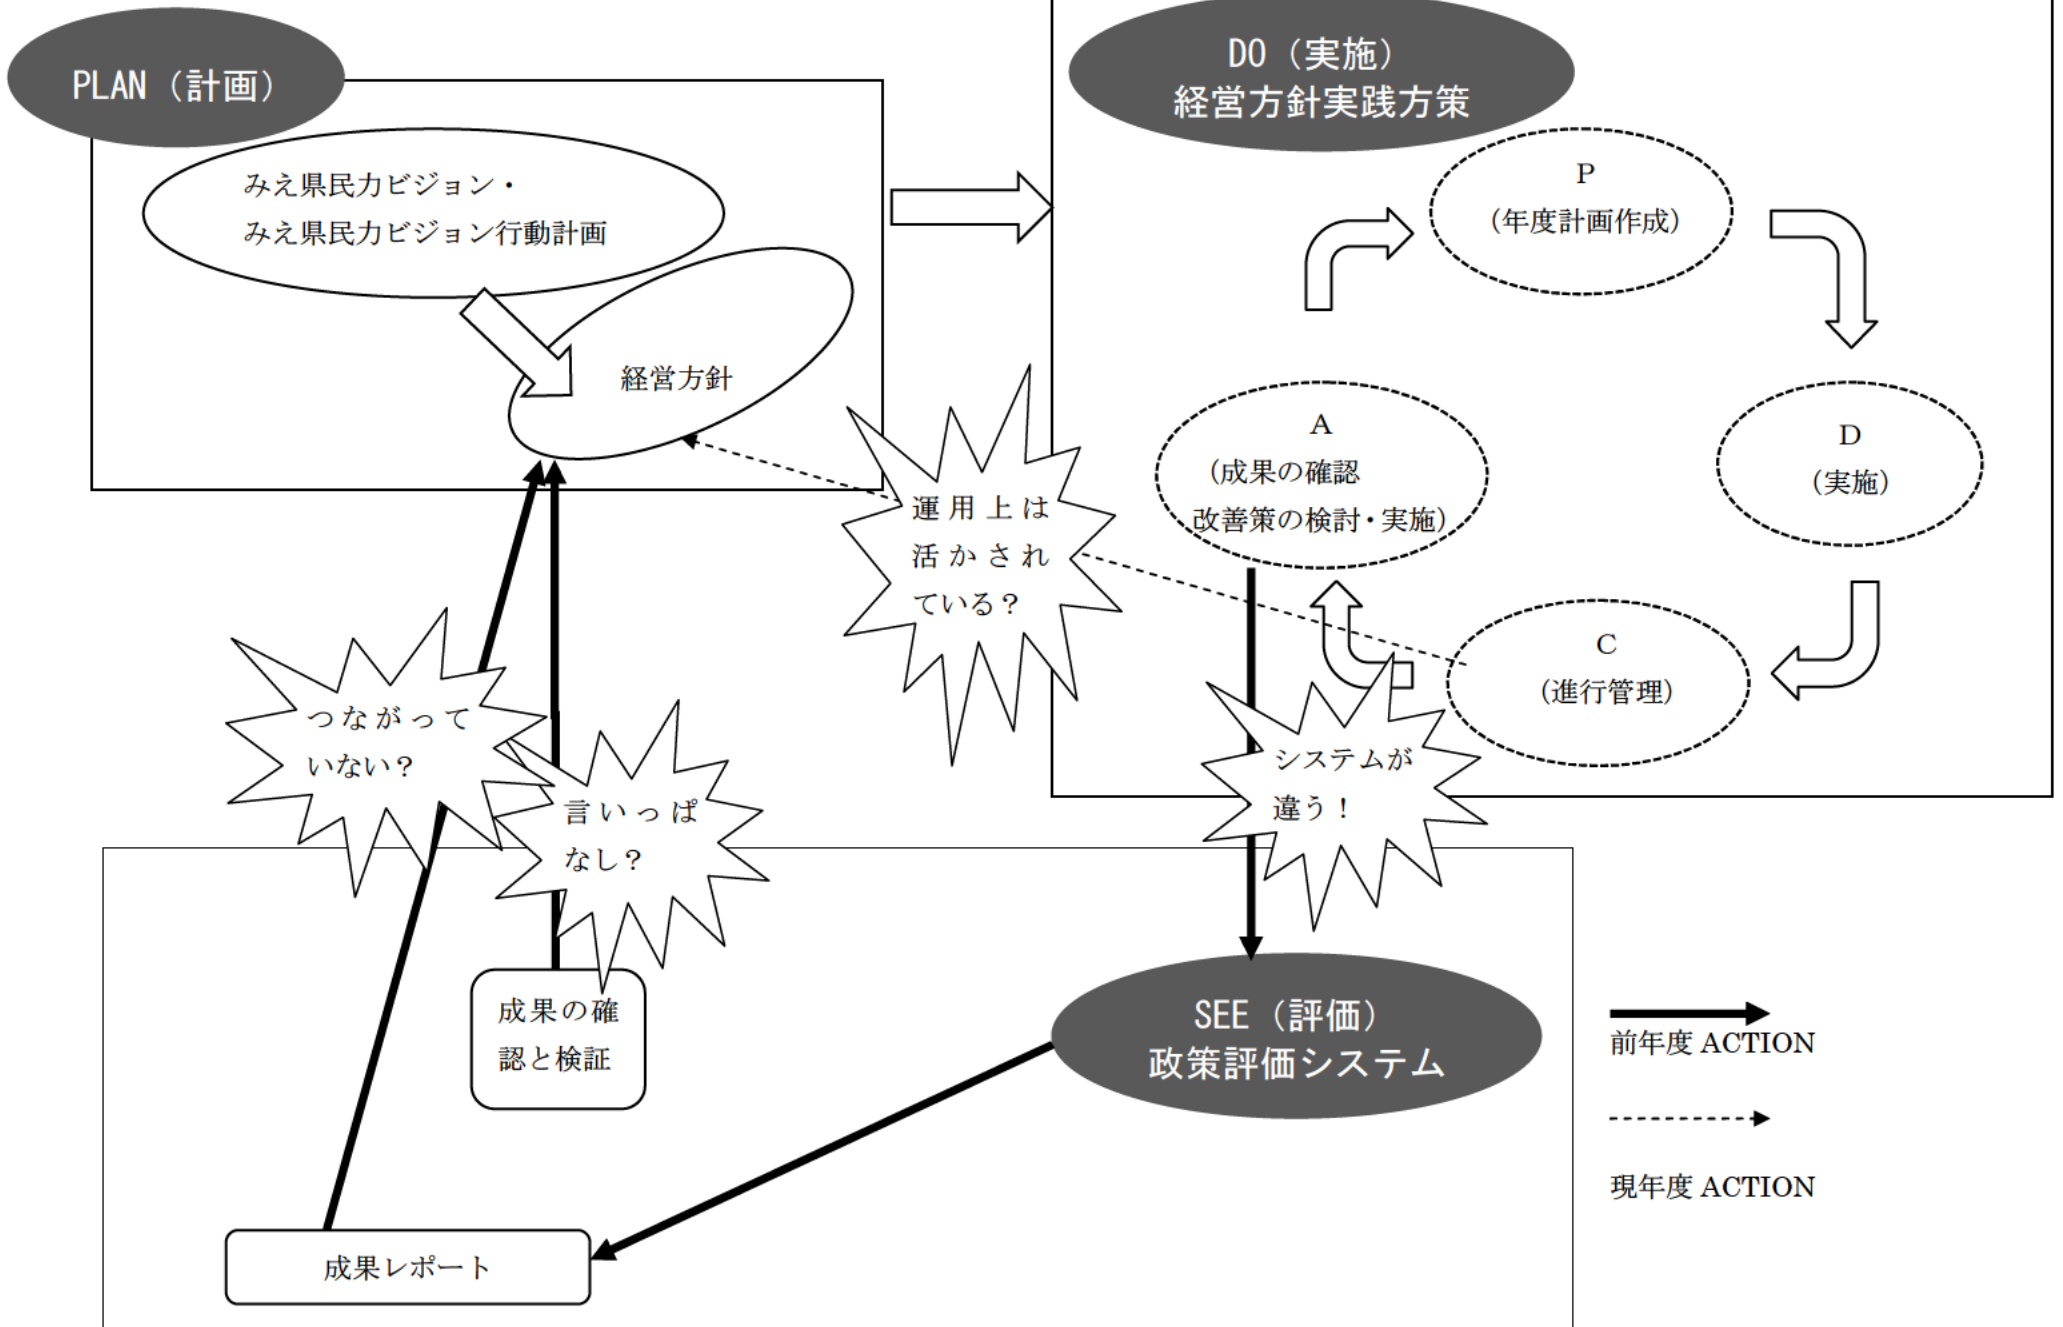 PLAN（計画）
みえ県民力ビジョン・
みえ県民力ビジョン行動計画
経営方針
DO（実施）
経営方針実践方策
P
（年度計画作成）
D
（実施）
C
（進行管理）
A
（成果の確認
改善策の検討・実施）
運用上は
活かされ
ている？
つながって
いない？
言いっぱ
なし？
システムが
違う！
成果の確
認と検証
SEE（評価）
政策評価システム
成果レポート
前年度 ACTION
現年度 ACTION